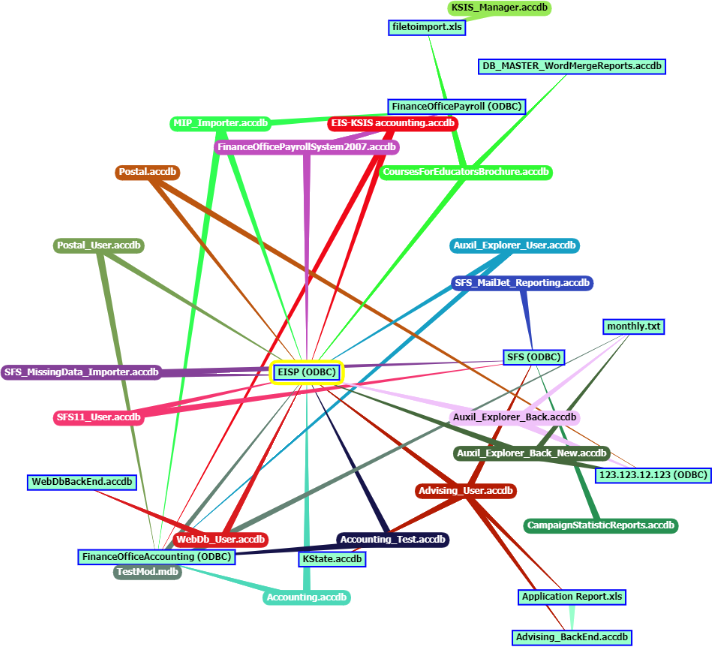 KSIS_Manager.accdb
filetoimport.xls
DB_MASTER_WordMergeReports.accdb
FinanceOfficePayroll (ODBC)
MIP_Importer.accdb
EIS-KSIS accounting.accdb
FinanceOfficePayrollSystem2007.accdb
Postal.accdb
CoursesForEducatorsBrochure.accdb
Postal_User.accdb
Auxil_Explorer_User.accdb
SFS_MailJet_Reporting.accdb
monthly.txt
SFS (ODBC)
SFS_MissingData_Importer.accdb
EISP (ODBC)
SFS11_User.accdb
Auxil_Explorer_Back.accdb
Auxil_Explorer_Back_New.accdb
123.123.12.123 (ODBC)
WebDbBackEnd.accdb
Advising_User.accdb
CampaignStatisticReports.accdb
WebDb_User.accdb
Accounting_Test.accdb
FinanceOfficeAccounting (ODBC)
KState.accdb
TestMod.mdb
Accounting.accdb
Application Report.xls
Advising_BackEnd.accdb